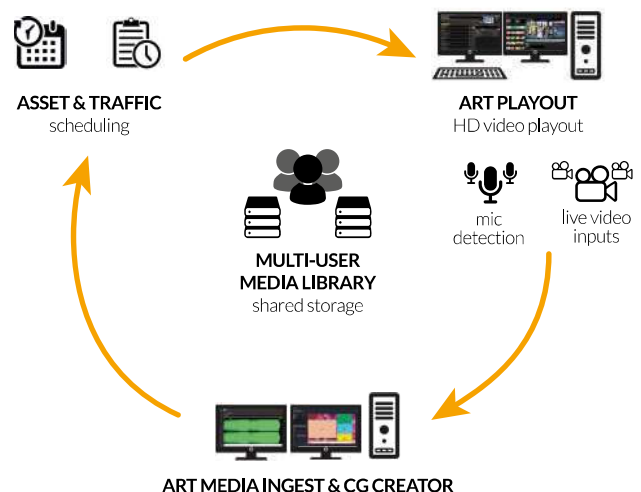 ASSET & TRAFFIC
scheduling
ART PLAYOUT
HD video playout
mic
detection
live video
inputs
MULTI-USER
MEDIA LIBRARY
shared storage
ART MEDIA INGEST & CG CREATOR